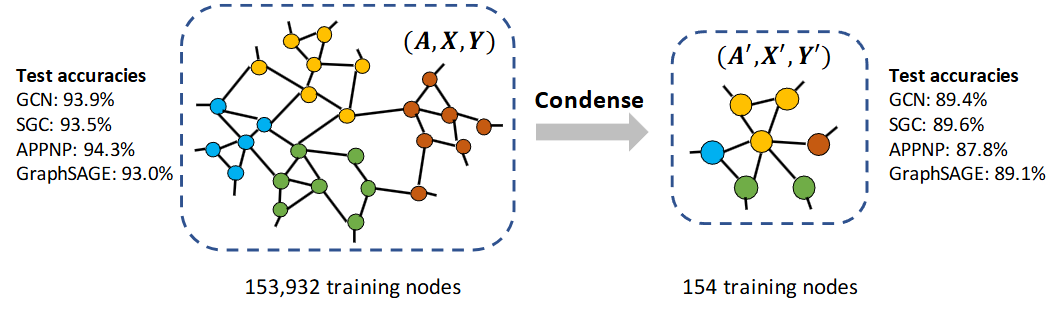 Test accuracies
GCN: 93.9%
SGC: 93.5%
APPNP: 94.3%
GraphSAGE: 93.0%
(A, X, Y)
153,932 training nodes
Condense
(A′,X′,Y′)
154 training nodes
Test accuracies
GCN: 89.4%
SGC: 89.6%
APPNP: 87.8%
GraphSAGE: 89.1%